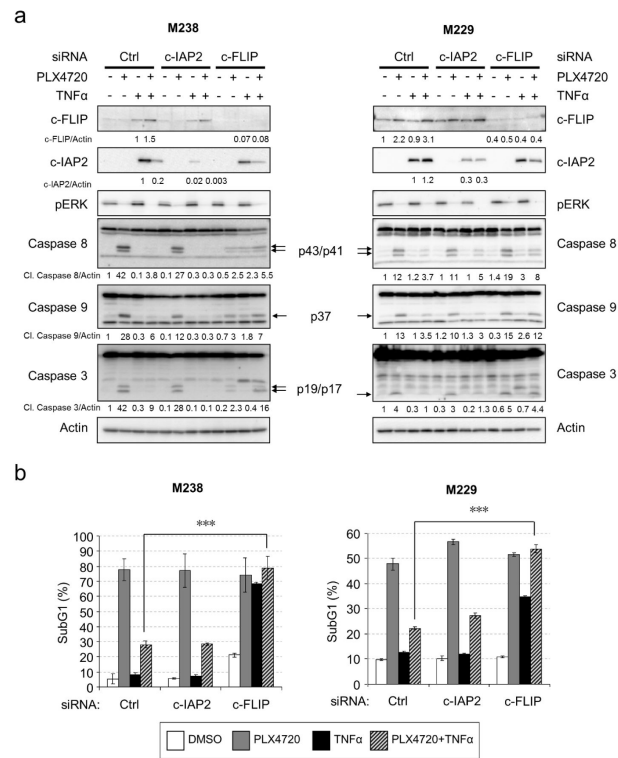 a
M238
M229
siRNA Ctrl c-IAP2 c-FLIP
Ctrl c-IAP2 c-FLIP siRNA
PLX4720 - + - + - + - + - + - +
- + - + - + - + - + - + PLX4720
TNFα - - + + - - + + - - + +
- - + + - - + + - - + + TNFα
c-FLIP
c-FLIP
c-FLIP/Actin 1 1.5 0.07 0.08
1 2.2 0.9 3.1 0.4 0.5 0.4 0.4
c-IAP2
c-IAP2
c-IAP2/Actin 1 0.2 0.02 0.003
1 1.2 0.3 0.3 0.4 0.2
pERK
pERK
Caspase 8
p43/p41
Caspase 8
Cl. Caspase 8/Actin 1 42 0.1 3.8 0.1 27 0.3 0.3 0.5 2.5 2.3 5.5
1 12 1.2 3.7 1 11 1 5 1.4 19 3 8
Caspase 9
p37
Caspase 9
Cl. Caspase 9/Actin 1 28 0.3 6 0.1 12 0.3 0.3 0.7 3 1.8 7
1 13 1 3.5 1.2 10 1.3 3 0.3 15 2.6 12
Caspase 3
p19/p17
Caspase 3
Cl. Caspase 3/Actin 1 42 0.3 9 0.1 28 0.1 0.1 0.2 2.3 0.4 16
1 4 0.3 1 0.3 3 0.2 1.3 0.6 5 0.7 4.4
Actin
Actin
b
M238
M229
***
***
SubG1 (%)
100
90
80
70
60
50
40
30
20
10
0
SubG1 (%)
60
50
40
30
20
10
0
siRNA: Ctrl c-IAP2 c-FLIP
siRNA: Ctrl c-IAP2 c-FLIP
DMSO PLX4720 TNFα PLX4720+TNFα